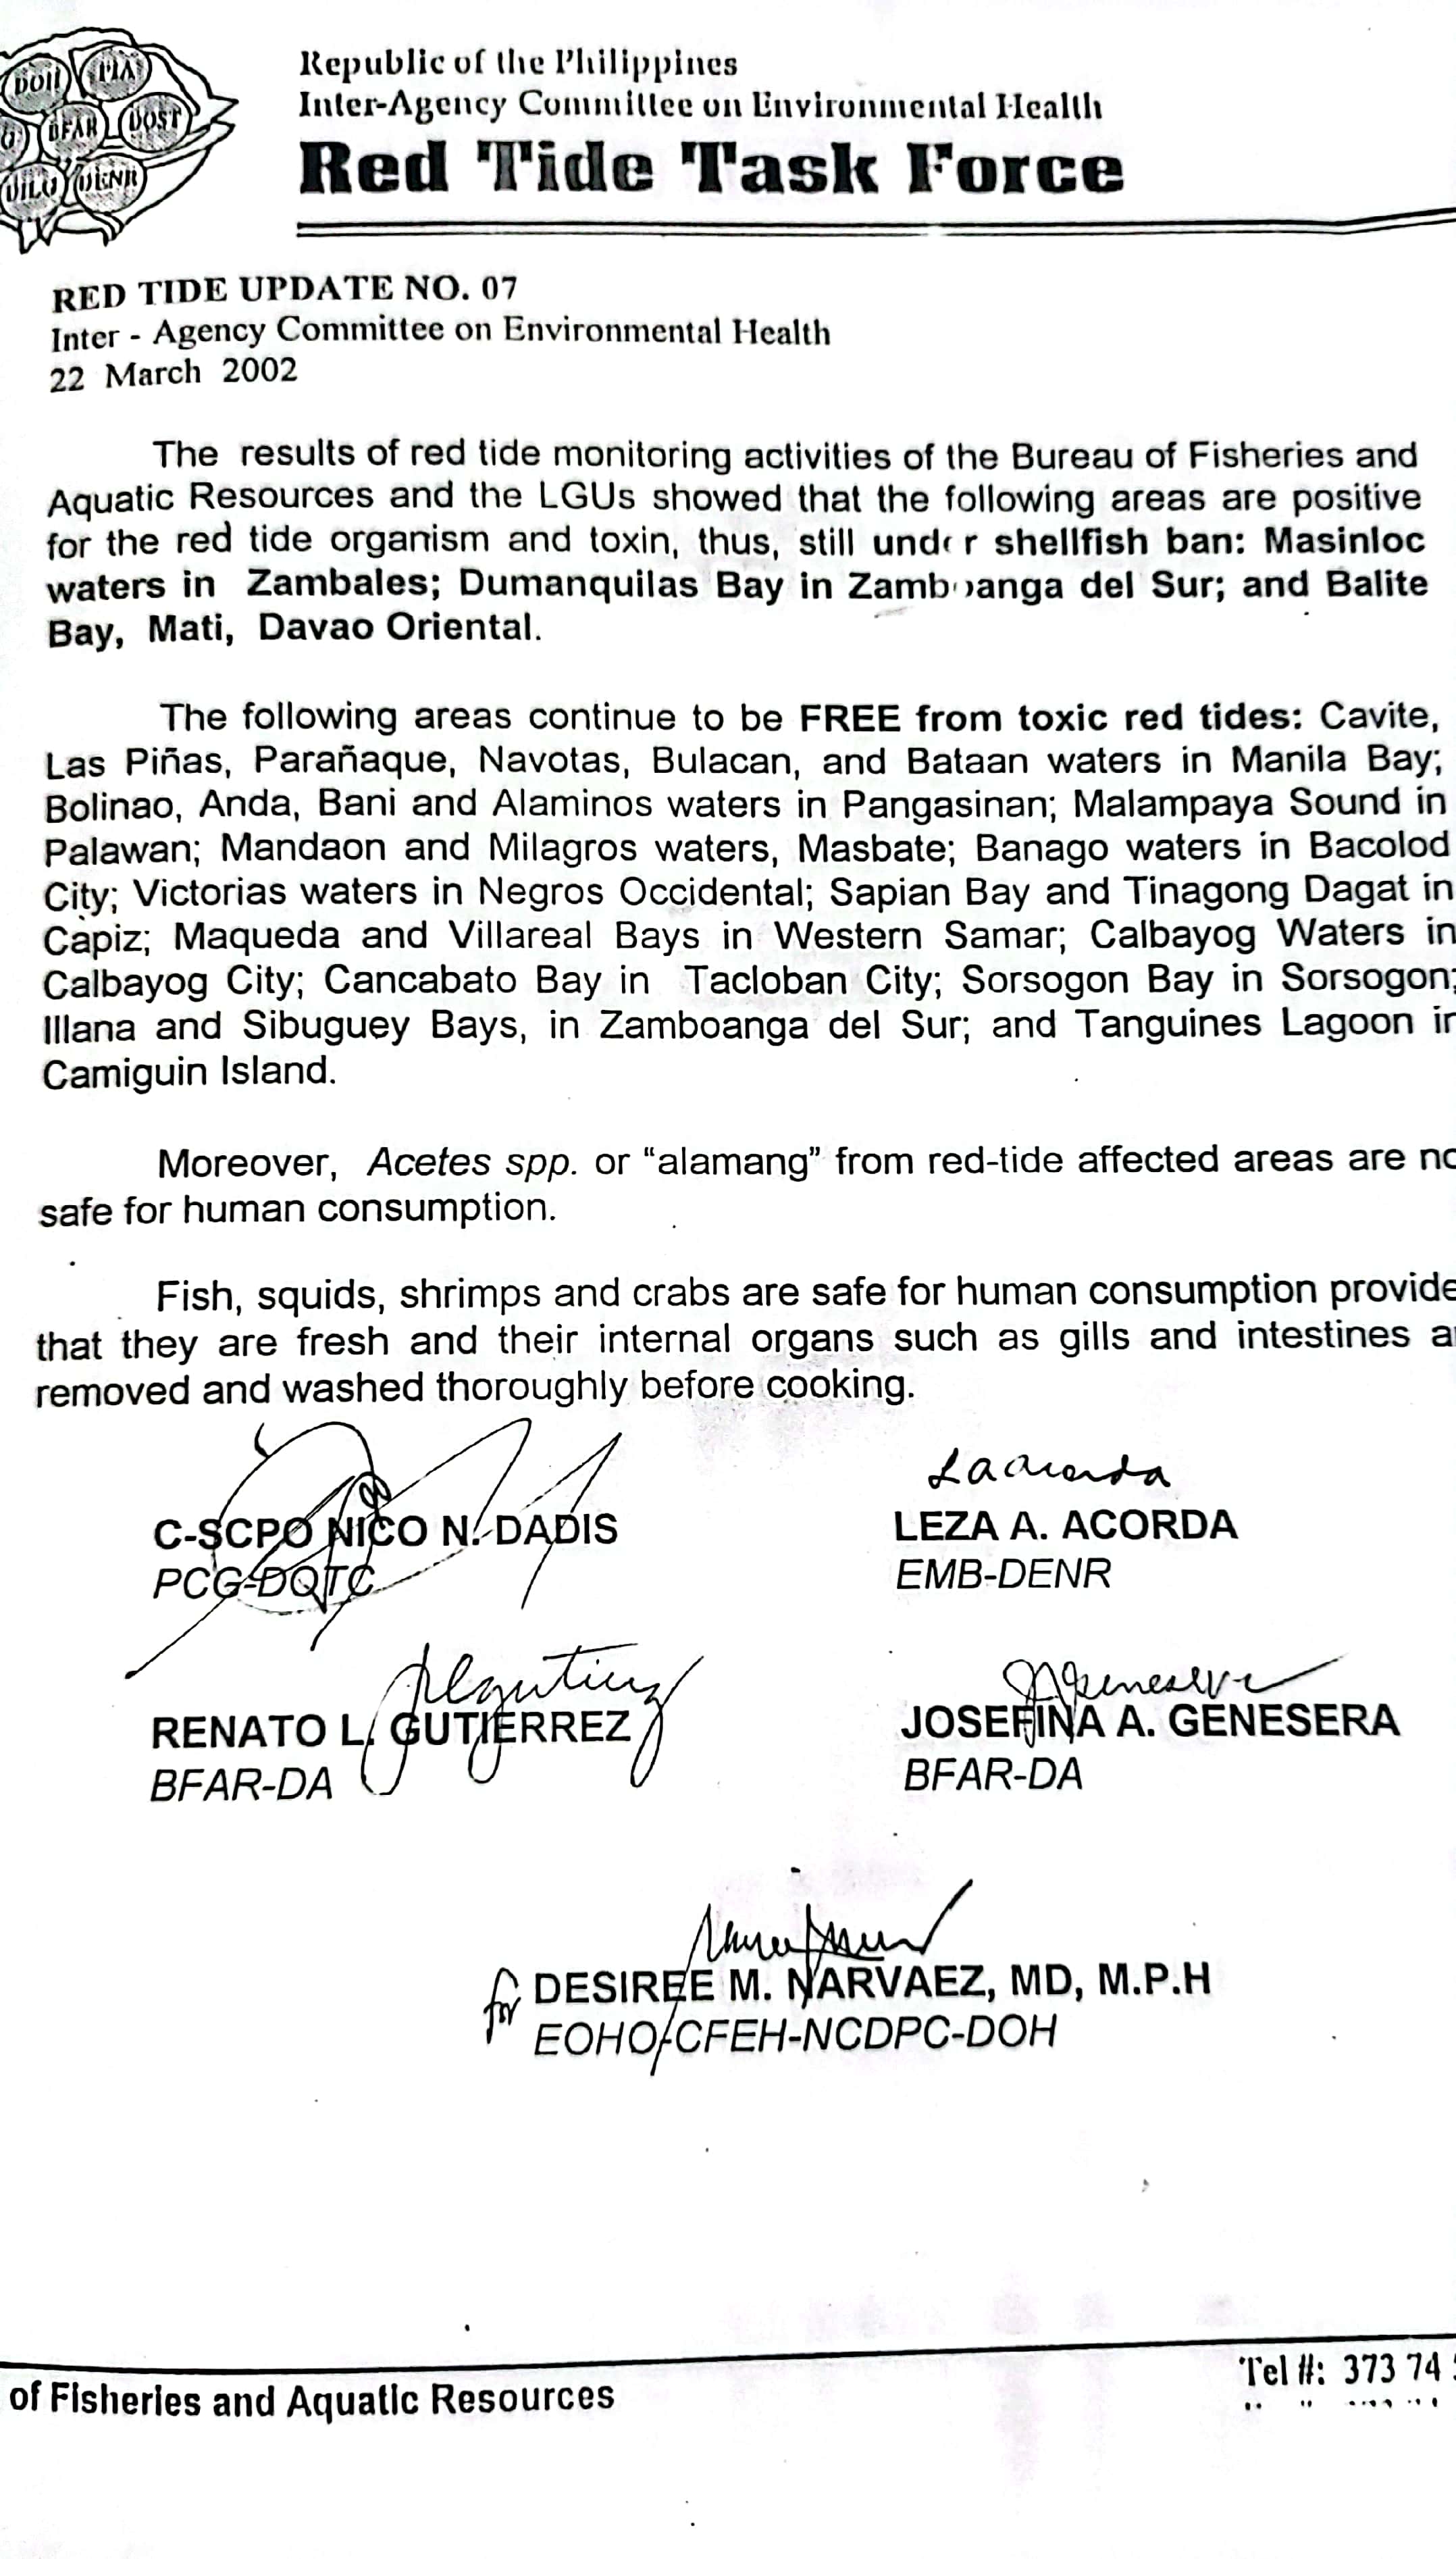 DOH PIA
BFAR DOST
DILG DENR
Republic of the Philippines
Inter-Agency Committee on Environmental Health
Red Tide Task Force
RED TIDE UPDATE NO. 07
Inter - Agency Committee on Environmental Health
22 March 2002
The results of red tide monitoring activities of the Bureau of Fisheries and
Aquatic Resources and the LGUs showed that the following areas are positive
for the red tide organism and toxin, thus, still under shellfish ban: Masinloc
waters in Zambales; Dumanquilas Bay in Zamboanga del Sur; and Balite
Bay, Mati, Davao Oriental.
The following areas continue to be FREE from toxic red tides: Cavite,
Las Piñas, Parañaque, Navotas, Bulacan, and Bataan waters in Manila Bay;
Bolinao, Anda, Bani and Alaminos waters in Pangasinan; Malampaya Sound in
Palawan; Mandaon and Milagros waters, Masbate; Banago waters in Bacolod
City; Victorias waters in Negros Occidental; Sapian Bay and Tinagong Dagat in
Capiz; Maqueda and Villareal Bays in Western Samar; Calbayog Waters in
Calbayog City; Cancabato Bay in Tacloban City; Sorsogon Bay in Sorsogon;
Illana and Sibuguey Bays, in Zamboanga del Sur; and Tanguines Lagoon in
Camiguin Island.
Moreover, Acetes spp. or “alamang” from red-tide affected areas are no
safe for human consumption.
Fish, squids, shrimps and crabs are safe for human consumption provide
that they are fresh and their internal organs such as gills and intestines a
removed and washed thoroughly before cooking.
C-SCPO NICO N. DADIS
PCG-DQTC
LEZA A. ACORDA
EMB-DENR
RENATO L. GUTIERREZ
BFAR-DA
JOSEFINA A. GENESERA
BFAR-DA
for DESIREE M. NARVAEZ, MD, M.P.H
EOHO-CFEH-NCDPC-DOH
of Fisheries and Aquatic Resources
Tel #: 373 74